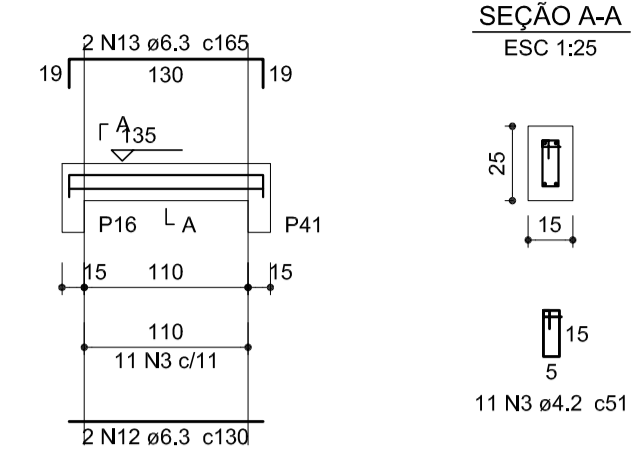 2 N13 ø6.3 c165
19
130
19
A
135
P16
A
P41
15
110
15
110
11 N3 c/11
2 N12 ø6.3 c130
SEÇÃO A-A
ESC 1:25
25
15
15
5
11 N3 ø4.2 c51